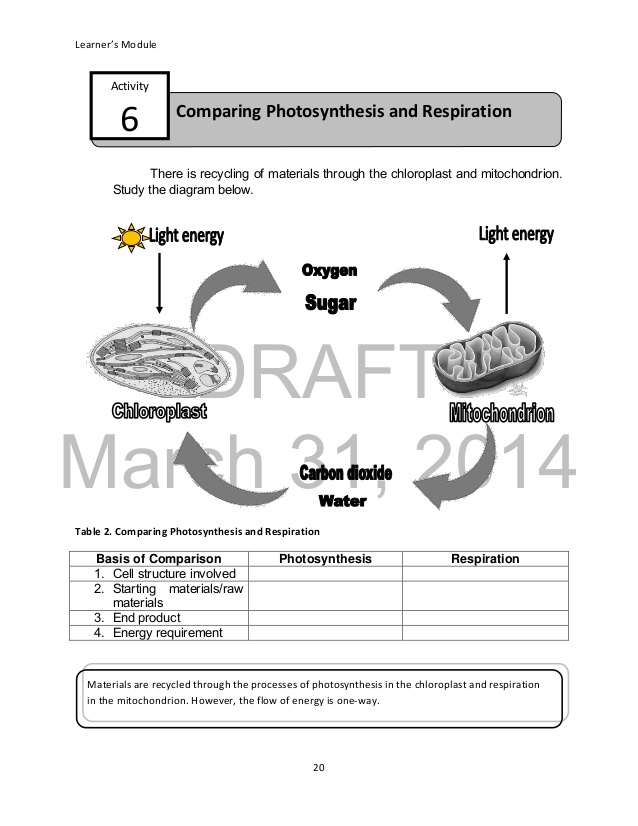 Learner's Module
Activity
6
Comparing Photosynthesis and Respiration
There is recycling of materials through the chloroplast and mitochondrion.
Study the diagram below.
Light energy
Light energy
Oxygen
Sugar
Chloroplast
Mitochondrion
DRAFT
March 31, 2014
Carbon dioxide
Water
Table 2. Comparing Photosynthesis and Respiration
Basis of Comparison Photosynthesis Respiration
1. Cell structure involved
2. Starting materials/raw
materials
3. End product
4. Energy requirement
Materials are recycled through the processes of photosynthesis in the chloroplast and respiration
in the mitochondrion. However, the flow of energy is one-way.
20